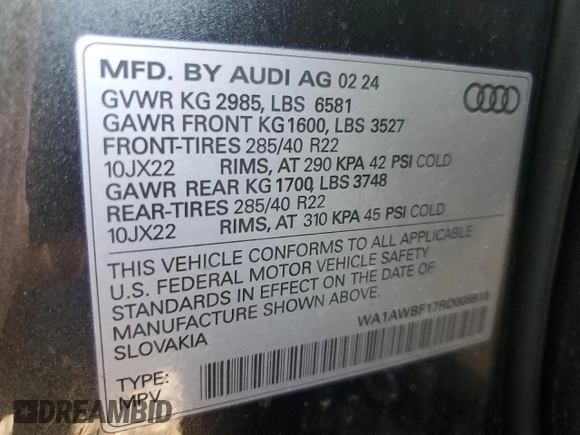 MFD. BY AUDI AG 02 24
GVWR KG 2985, LBS 6581
GAWR FRONT KG 1600, LBS 3527
FRONT-TIRES 285/40 R22
10JX22 RIMS, AT 290 KPA 42 PSI COLD
GAWR REAR KG 1700, LBS 3748
REAR-TIRES 285/40 R22
10JX22 RIMS, AT 310 KPA 45 PSI COLD
THIS VEHICLE CONFORMS TO ALL APPLICABLE
U.S. FEDERAL MOTOR VEHICLE SAFETY
STANDARDS IN EFFECT ON THE DATE OF
MANUFACTURE SHOWN ABOVE.
SLOVAKIA
TYPE:
MPV
DREAMBID